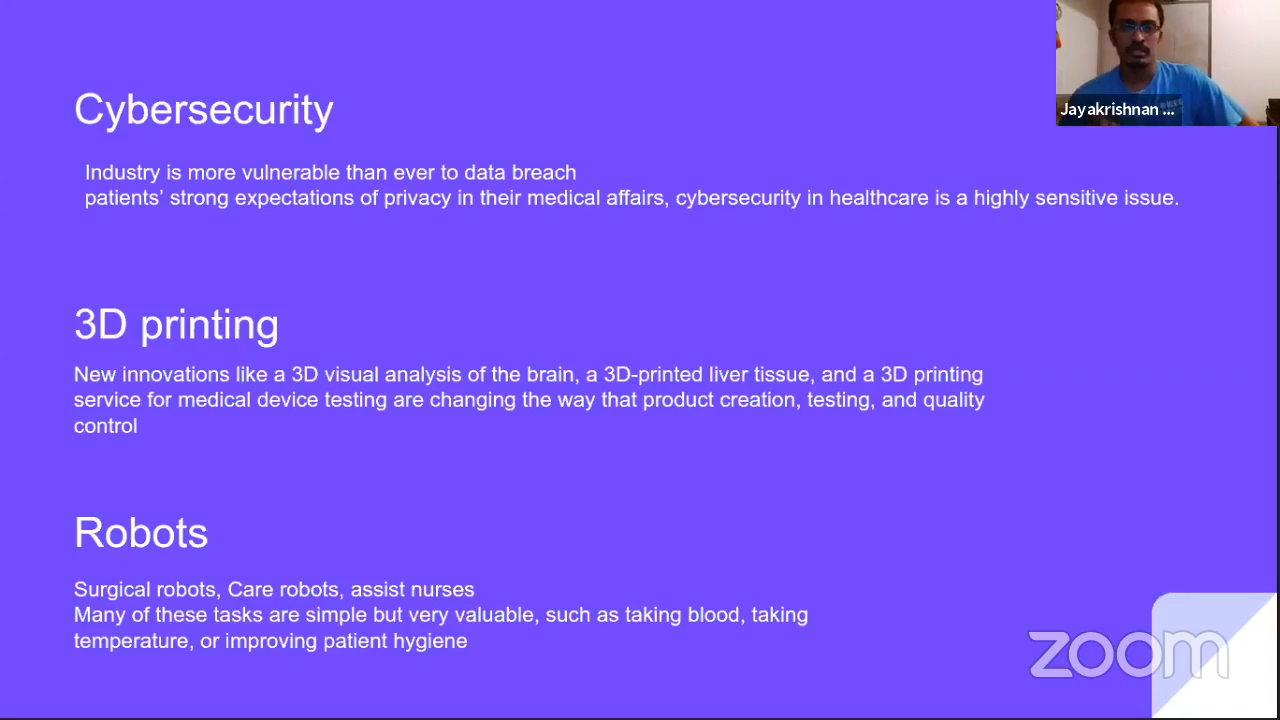 Cybersecurity
Jayakrishnan ...
Industry is more vulnerable than ever to data breach
patients’ strong expectations of privacy in their medical affairs, cybersecurity in healthcare is a highly sensitive issue.
3D printing
New innovations like a 3D visual analysis of the brain, a 3D-printed liver tissue, and a 3D printing
service for medical device testing are changing the way that product creation, testing, and quality
control
Robots
Surgical robots, Care robots, assist nurses
Many of these tasks are simple but very valuable, such as taking blood, taking
temperature, or improving patient hygiene
zoom